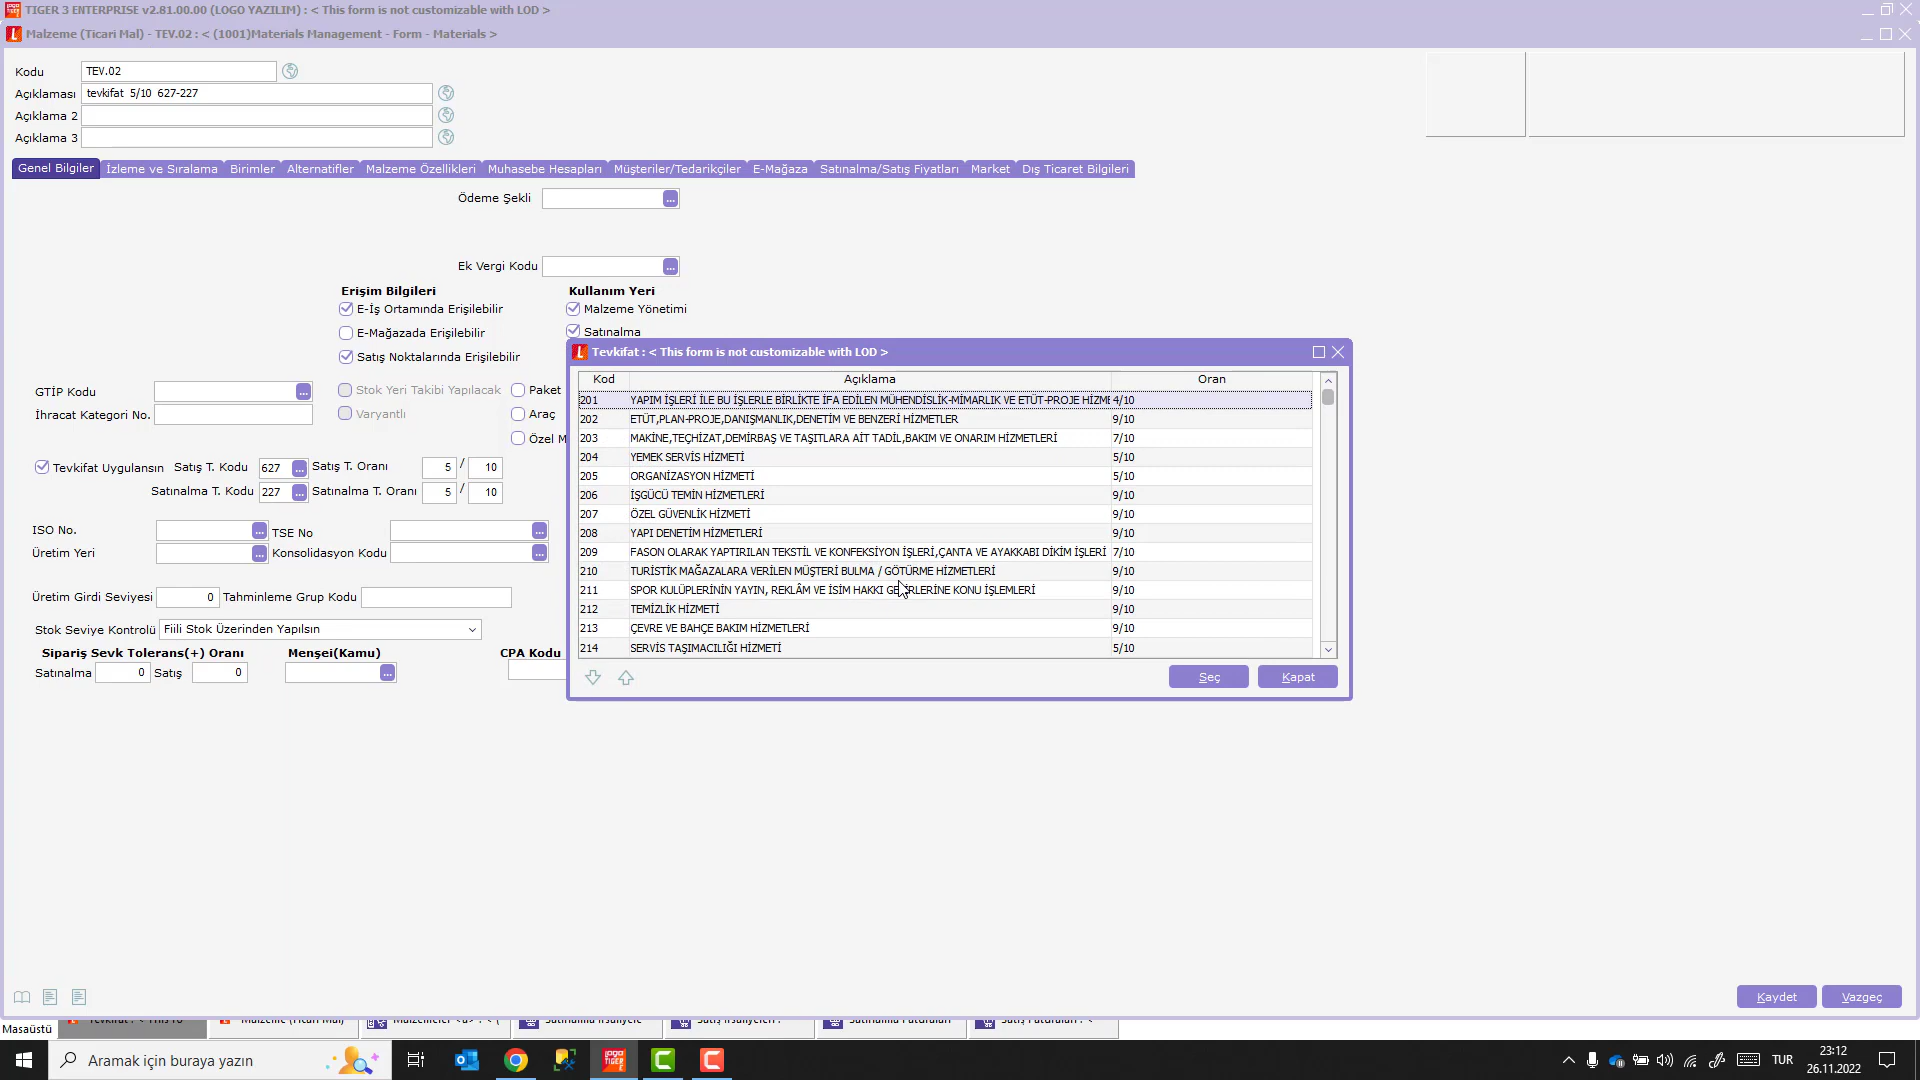 TIGER 3 ENTERPRISE v2.81.00.00 (LOGO YAZILIM) : < This form is not customizable with LOD >
Malzeme (Ticari Mal) - TEV.02 : < (1001)Materials Management - Form - Materials >
Kodu TEV.02
Açıklaması tevkifat 5/10 627-227
Açıklama 2
Açıklama 3
Genel Bilgiler İzleme ve Sıralama Birimler Alternatifler Malzeme Özellikleri Muhasebe Hesapları Müşteriler/Tedarikçiler E-Mağaza Satınalma/Satış Fiyatları Market Dış Ticaret Bilgileri
Ödeme Şekli ...
Ek Vergi Kodu ...
Erişim Bilgileri Kullanım Yeri
E-İş Ortamında Erişilebilir Malzeme Yönetimi
E-Mağazada Erişilebilir Satınalma
Satış Noktalarında Erişilebilir
GTİP Kodu ... Stok Yeri Takibi Yapılacak Paket
İhracat Kategori No. Varyantlı Araç
Özel M
Tevkifat Uygulansın Satış T. Kodu 627 ... Satış T. Oranı 5 / 10
Satınalma T. Kodu 227 ... Satınalma T. Oranı 5 / 10
ISO No. ... TSE No ...
Üretim Yeri ... Konsolidasyon Kodu ...
Üretim Girdi Seviyesi 0 Tahminleme Grup Kodu
Stok Seviye Kontrolü Fiili Stok Üzerinden Yapılsın
Sipariş Sevk Tolerans(+) Oranı Menşei(Kamu) CPA Kodu
Satınalma 0 Satış 0 ...
Tevkifat : < This form is not customizable with LOD >
Kod Açıklama Oran
201 YAPIM İŞLERİ İLE BU İŞLERLE BİRLİKTE İFA EDİLEN MÜHENDİSLİK-MİMARLIK VE ETÜT-PROJE HİZME 4/10
202 ETÜT,PLAN-PROJE,DANIŞMANLIK,DENETİM VE BENZERİ HİZMETLER 9/10
203 MAKİNE,TEÇHİZAT,DEMİRBAŞ VE TAŞITLARA AİT TADİL,BAKIM VE ONARIM HİZMETLERİ 7/10
204 YEMEK SERVİS HİZMETİ 5/10
205 ORGANİZASYON HİZMETİ 5/10
206 İŞGÜCÜ TEMİN HİZMETLERİ 9/10
207 ÖZEL GÜVENLİK HİZMETİ 9/10
208 YAPI DENETİM HİZMETLERİ 9/10
209 FASON OLARAK YAPTIRILAN TEKSTİL VE KONFEKSİYON İŞLERİ,ÇANTA VE AYAKKABI DİKİM İŞLERİ 7/10
210 TURİSTİK MAĞAZALARA VERİLEN MÜŞTERİ BULMA / GÖTÜRME HİZMETLERİ 9/10
211 SPOR KULÜPLERİNİN YAYIN, REKLÂM VE İSİM HAKKI GELİRLERİNE KONU İŞLEMLERİ 9/10
212 TEMİZLİK HİZMETİ 9/10
213 ÇEVRE VE BAHÇE BAKIM HİZMETLERİ 9/10
214 SERVİS TAŞIMACILIĞI HİZMETİ 5/10
Seç Kapat
Kaydet Vazgeç
Masaüstü
Aramak için buraya yazın
TUR 23:12
26.11.2022